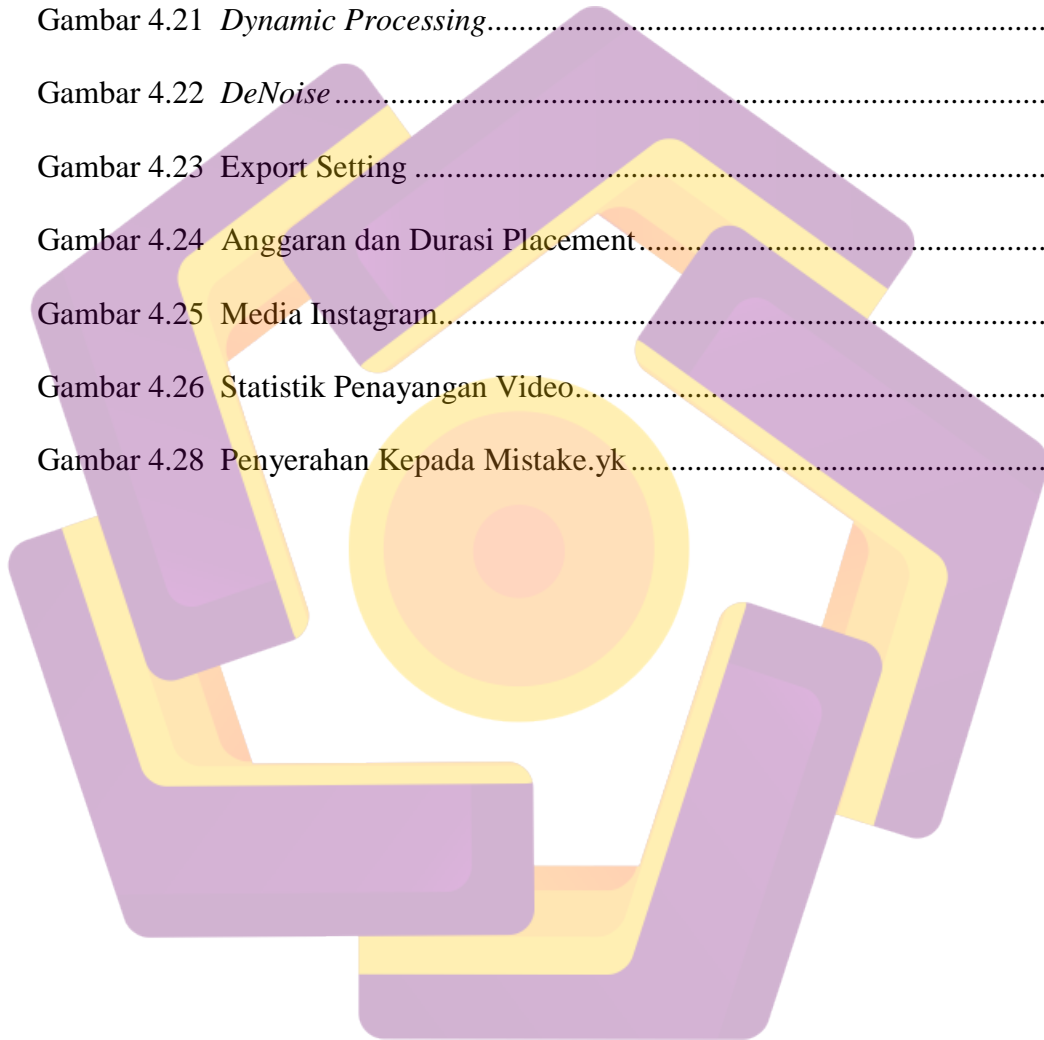 Gambar 4.21 Dynamic Processing........................................................................
Gambar 4.22 DeNoise............................................................................................
Gambar 4.23 Export Setting ................................................................................
Gambar 4.24 Anggaran dan Durasi Placement....................................................
Gambar 4.25 Media Instagram.............................................................................
Gambar 4.26 Statistik Penayangan Video............................................................
Gambar 4.28 Penyerahan Kepada Mistake.yk.....................................................